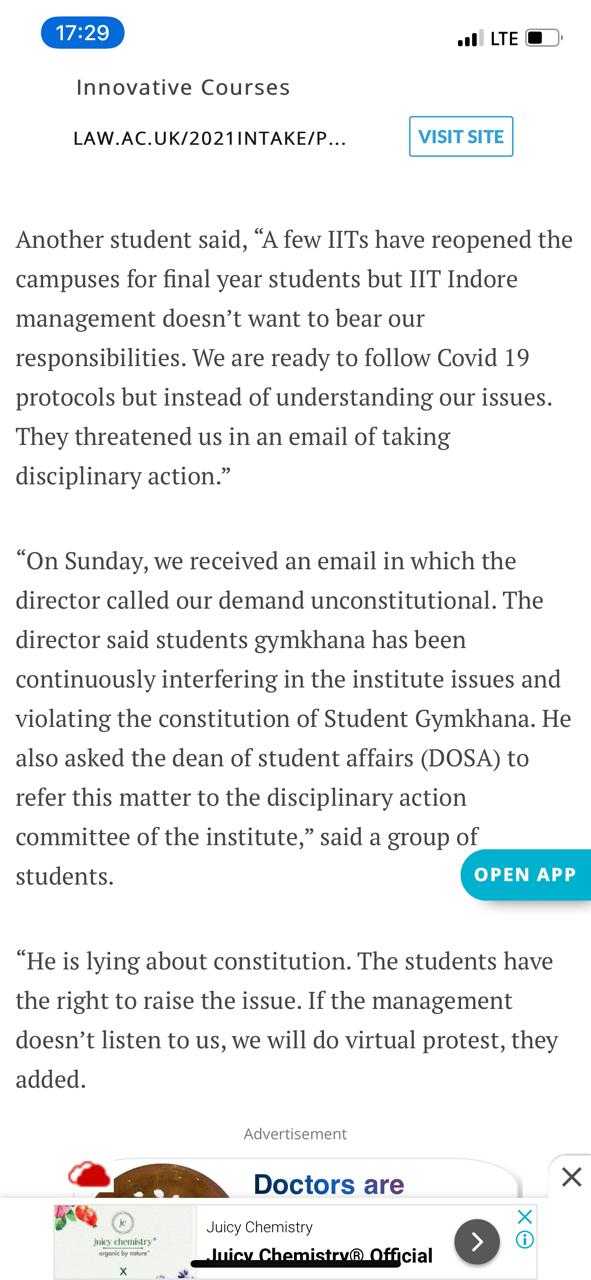 17:29
LTE
Innovative Courses
LAW.AC.UK/2021INTAKE/P...
VISIT SITE
Another student said, “A few IITs have reopened the
campuses for final year students but IIT Indore
management doesn’t want to bear our
responsibilities. We are ready to follow Covid 19
protocols but instead of understanding our issues.
They threatened us in an email of taking
disciplinary action.”
“On Sunday, we received an email in which the
director called our demand unconstitutional. The
director said students gymkhana has been
continuously interfering in the institute issues and
violating the constitution of Student Gymkhana. He
also asked the dean of student affairs (DOSA) to
refer this matter to the disciplinary action
committee of the institute,” said a group of
students.
OPEN APP
“He is lying about constitution. The students have
the right to raise the issue. If the management
doesn’t listen to us, we will do virtual protest, they
added.
Advertisement
Doctors are
jc
juicy chemistry®
organic by nature™
X
Juicy Chemistry
Juicy Chemistry® Official